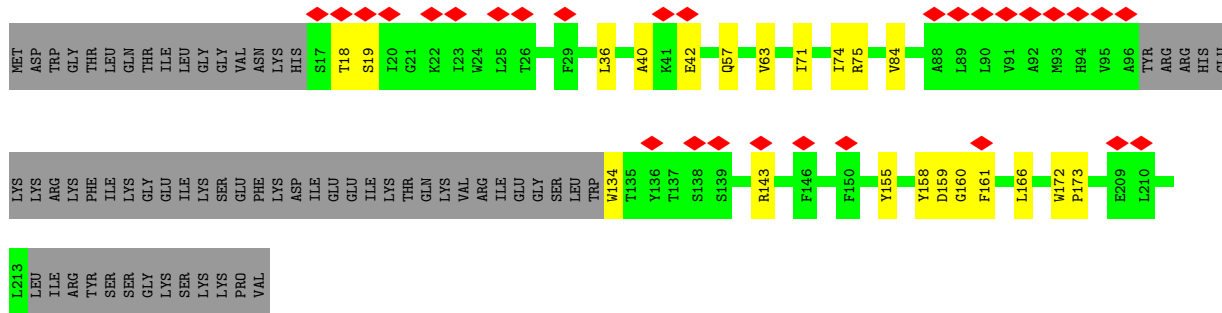 MET ASP TRP GLY THR LEU GLN THR ILE LEU GLY GLY VAL ASN LYS HIS S17 T18 S19 I20 G21 K22 I23 W24 L25 T26 F29 L36 A40 K41 E42 Q57 V63 I71 I74 R75 V84 A88 L89 L90 V91 A92 M93 H94 V95 A96 TYR ARG ARG HIS GLU
LYS LYS ARG LYS PHE ILE LYS GLY GLU ILE LYS SER GLU PHE LYS ASP ILE GLU GLU ILE LYS THR GLN LYS VAL ARG ILE GLU GLY SER LEU TRP W134 T135 Y136 T137 S138 S139 R143 F146 F150 Y155 Y158 D159 G160 F161 L166 W172 P173 E209 L210
L213 LEU ILE ARG TYR SER SER GLY LYS SER LYS LYS PRO VAL